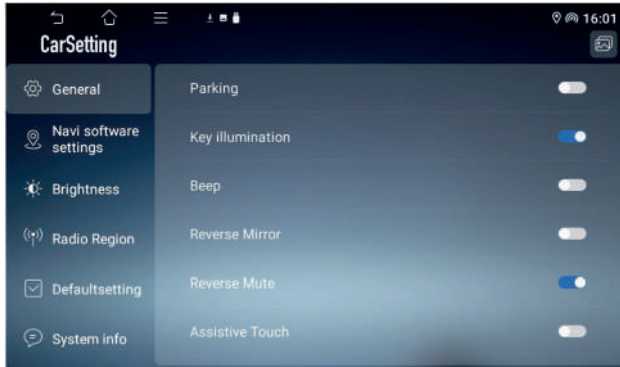 16:01
CarSetting
General
Parking
Navi software
settings
Key illumination
Brightness
Beep
Radio Region
Reverse Mirror
Defaultsetting
Reverse Mute
System info
Assistive Touch